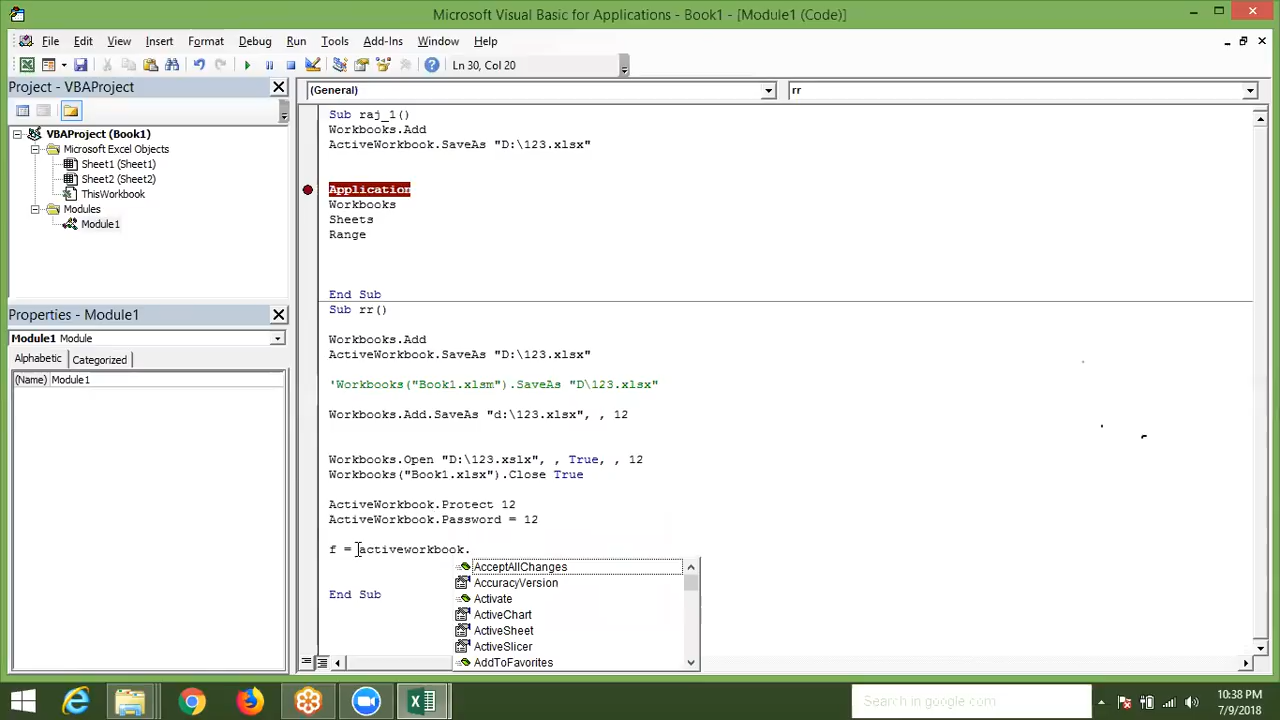 Microsoft Visual Basic for Applications - Book1 - [Module1 (Code)]
File Edit View Insert Format Debug Run Tools Add-Ins Window Help
Ln 30, Col 20
Project - VBAProject
(General)
rr
VBAProject (Book1)
Microsoft Excel Objects
Sheet1 (Sheet1)
Sheet2 (Sheet2)
ThisWorkbook
Modules
Module1
Properties - Module1
Module1 Module
Alphabetic Categorized
(Name) Module1
Sub raj_1()
Workbooks.Add
ActiveWorkbook.SaveAs "D:\123.xlsx"
Application
Workbooks
Sheets
Range
End Sub
Sub rr()
Workbooks.Add
ActiveWorkbook.SaveAs "D:\123.xlsx"
'Workbooks("Book1.xlsm").SaveAs "D\123.xlsx"
Workbooks.Add.SaveAs "d:\123.xlsx", , 12
Workbooks.Open "D:\123.xslx", , True, , 12
Workbooks("Book1.xlsx").Close True
ActiveWorkbook.Protect 12
ActiveWorkbook.Password = 12
f = activeworkbook.
AcceptAllChanges
AccuracyVersion
Activate
ActiveChart
ActiveSheet
ActiveSlicer
AddToFavorites
End Sub
Search in google.com
10:38 PM
7/9/2018